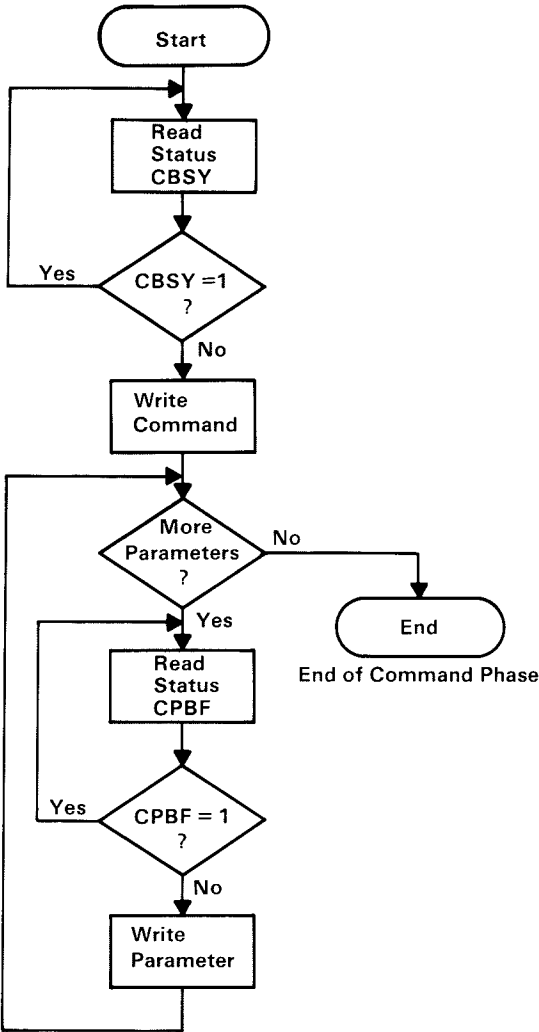 Start
Read
Status
CBSY
Yes
CBSY =1
?
No
Write
Command
More
Parameters
?
No
Yes
End
End of Command Phase
Read
Status
CPBF
Yes
CPBF = 1
?
No
Write
Parameter